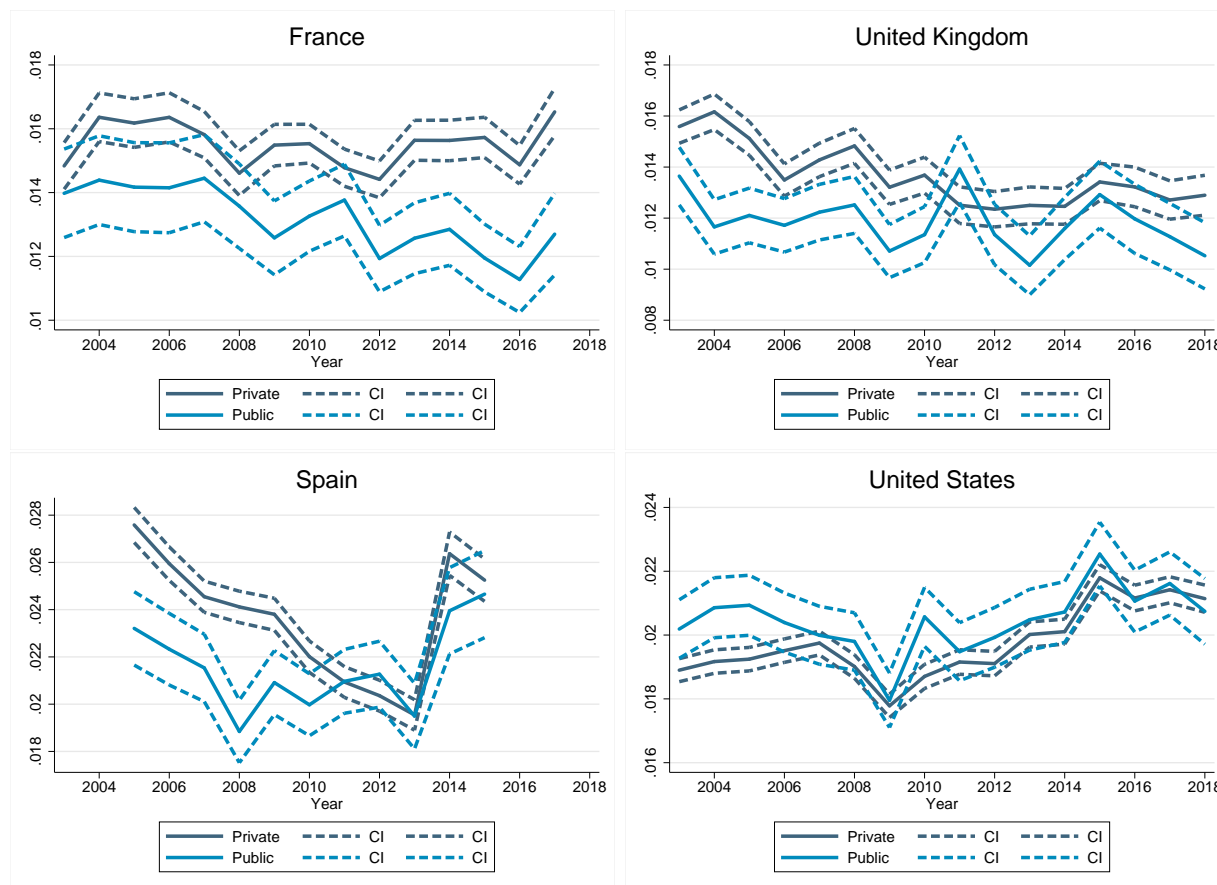 France
.018
.016
.014
.012
.01
2004 2006 2008 2010 2012 2014 2016 2018
Year
Private CI CI
Public CI CI
United Kingdom
.018
.016
.014
.012
.01
.008
2004 2006 2008 2010 2012 2014 2016 2018
Year
Private CI CI
Public CI CI
Spain
.028
.026
.024
.022
.02
.018
2004 2006 2008 2010 2012 2014 2016 2018
Year
Private CI CI
Public CI CI
United States
.024
.022
.02
.018
.016
2004 2006 2008 2010 2012 2014 2016 2018
Year
Private CI CI
Public CI CI